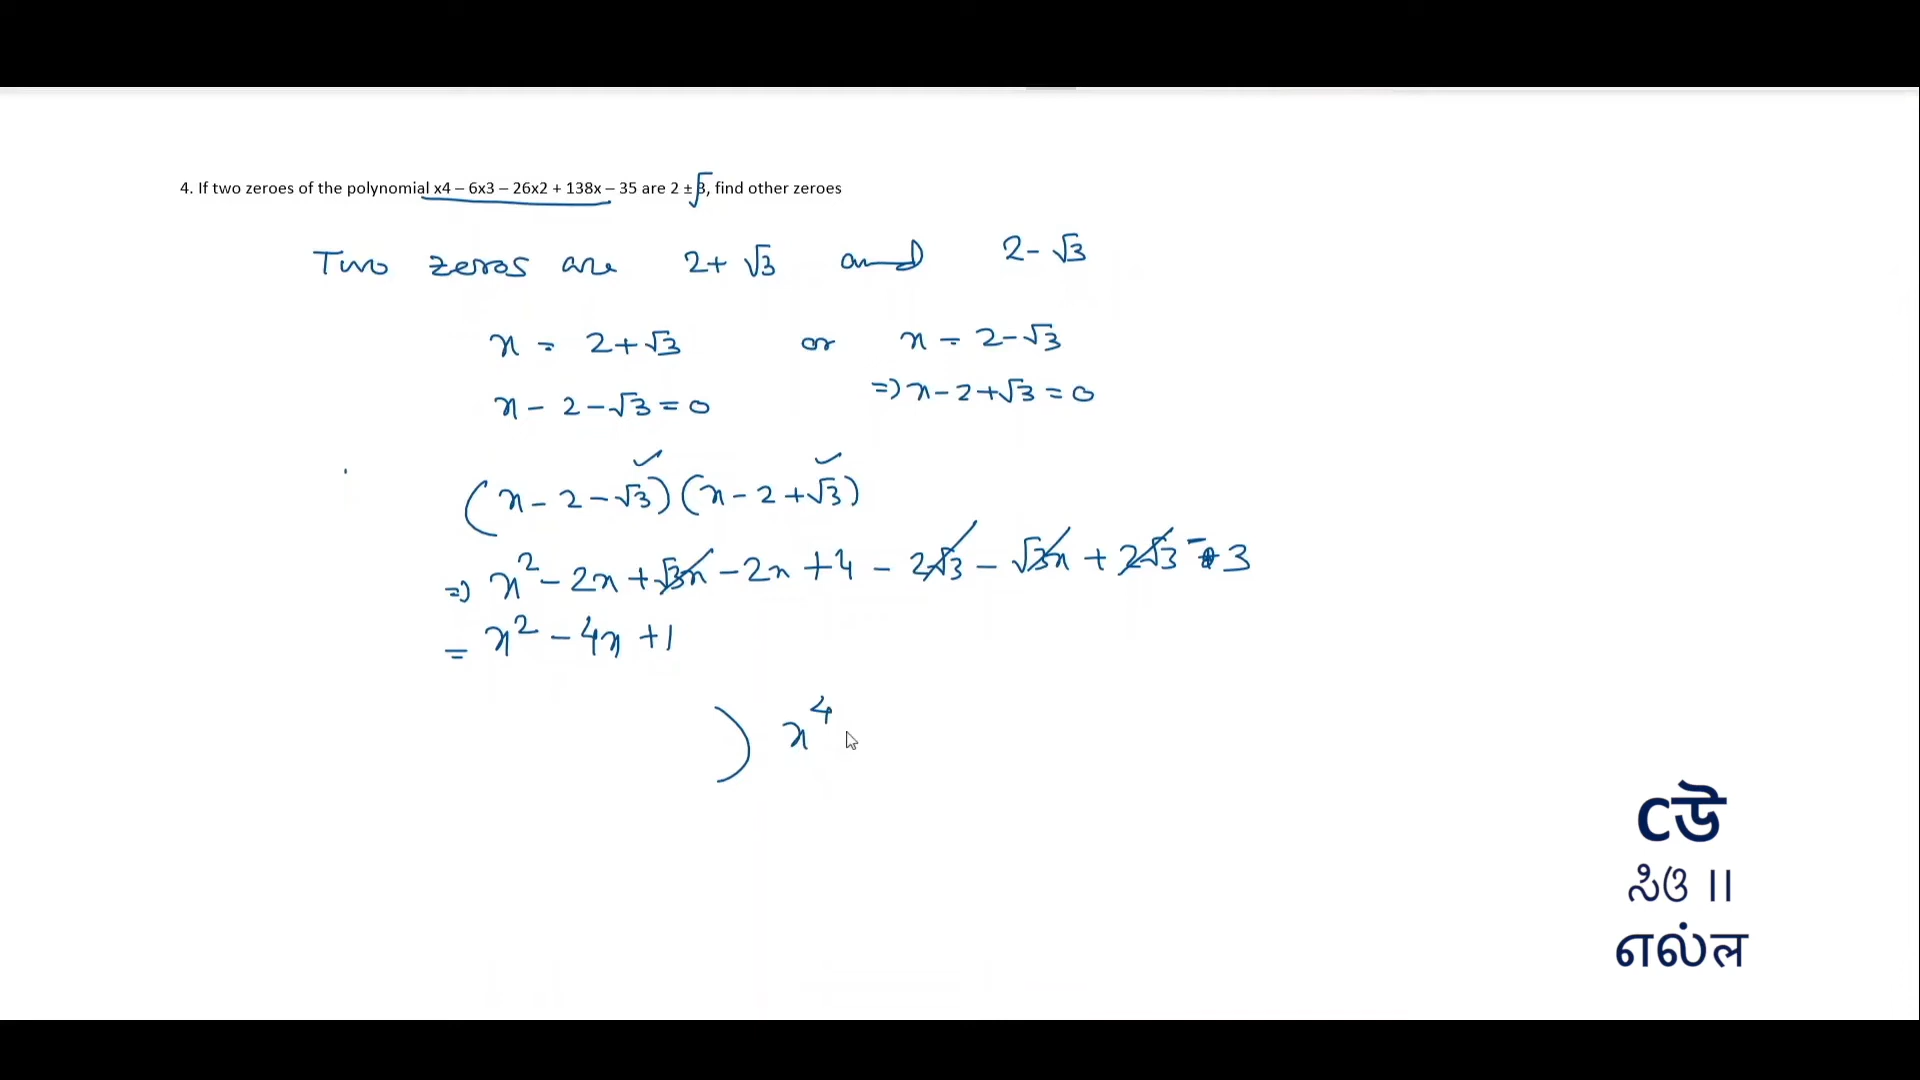 4. If two zeroes of the polynomial x4 – 6x3 – 26x2 + 138x – 35 are 2 ± √3, find other zeroes
Two zeros are 2+ √3 and 2- √3
x = 2+√3 or x = 2-√3
x - 2 -√3 = 0 => x - 2 +√3 = 0
(x - 2 - √3) (x - 2 + √3)
=> x² - 2x + √3x - 2x + 4 - 2√3 - √3x + 2√3 - 3
= x² - 4x + 1
) x⁴
Cউ
ಸಿಓ ||
எல்ल